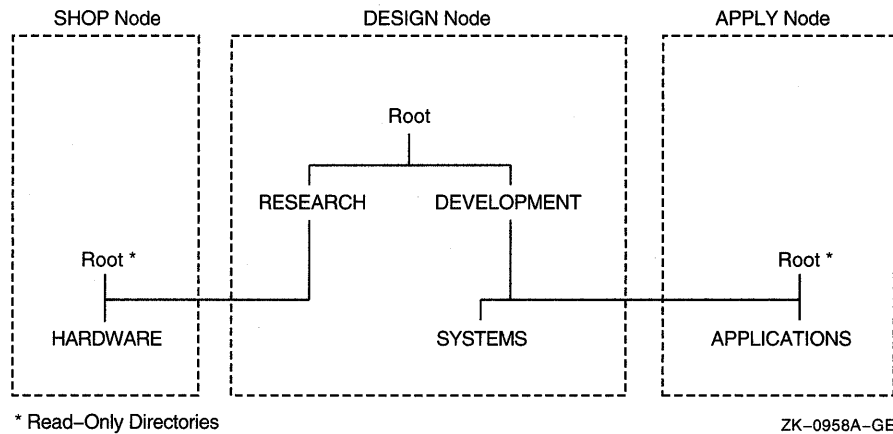 SHOP Node
DESIGN Node
APPLY Node
Root
RESEARCH
DEVELOPMENT
Root *
Root *
HARDWARE
SYSTEMS
APPLICATIONS
* Read–Only Directories
ZK–0958A–GE